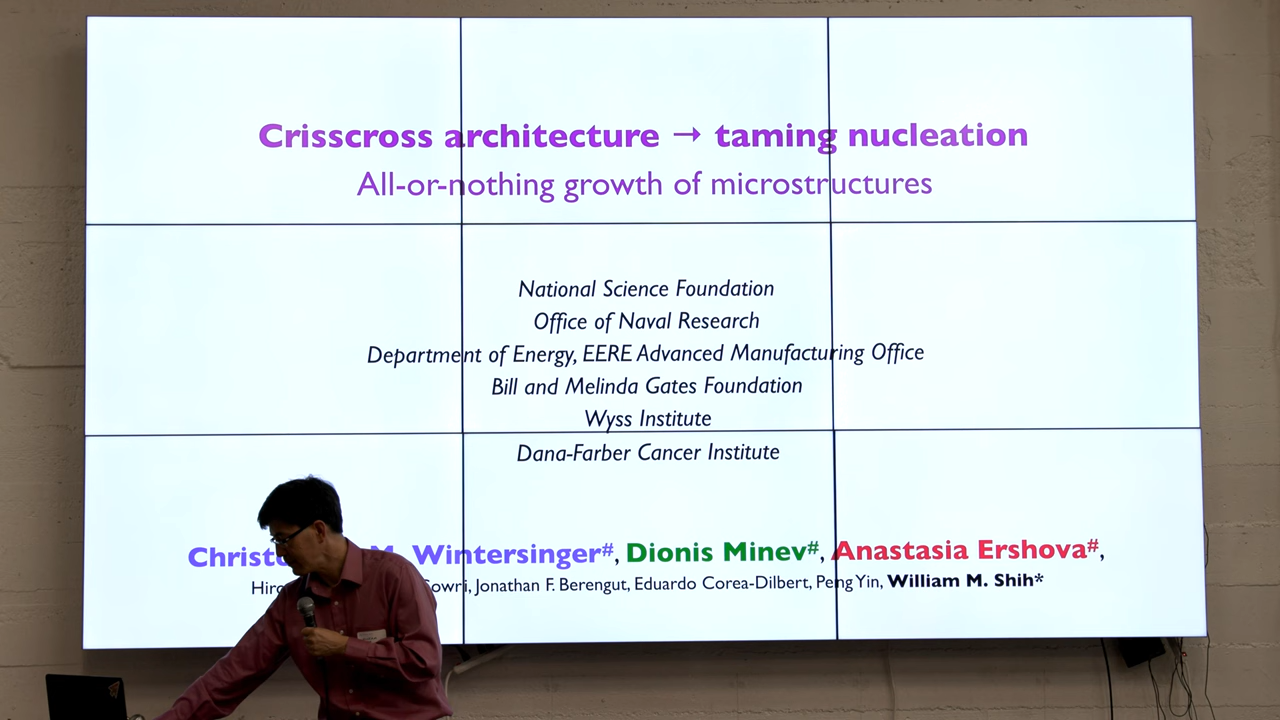 Crisscross architecture → taming nucleation
All-or-nothing growth of microstructures
National Science Foundation
Office of Naval Research
Department of Energy, EERE Advanced Manufacturing Office
Bill and Melinda Gates Foundation
Wyss Institute
Dana-Farber Cancer Institute
M. Wintersinger#, Dionis Minev#, Anastasia Ershova#,
Jonathan F. Berengut, Eduardo Corea-Dilbert, Peng Yin, William M. Shih*